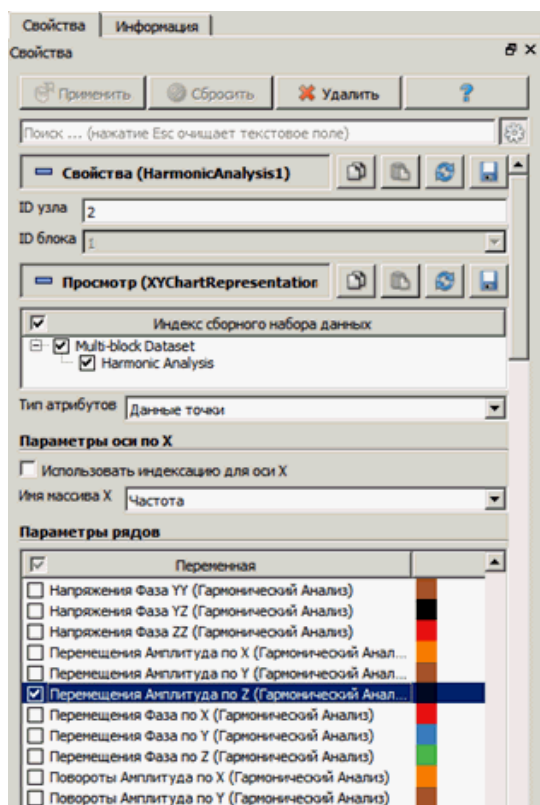 Свойства
Информация
Свойства
Применить
Сбросить
Удалить
?
Поиск ... (нажатие Esc очищает текстовое поле)
Свойства (HarmonicAnalysis1)
ID узла 2
ID блока 1
Просмотр (XYChartRepresentation
Индекс сборного набора данных
Multi-block Dataset
Harmonic Analysis
Тип атрибутов Данные точки
Параметры оси по X
Использовать индексацию для оси X
Имя массива X Частота
Параметры рядов
Переменная
Напряжения Фаза YY (Гармонический Анализ)
Напряжения Фаза YZ (Гармонический Анализ)
Напряжения Фаза ZZ (Гармонический Анализ)
Перемещения Амплитуда по X (Гармонический Анал...
Перемещения Амплитуда по Y (Гармонический Анал...
Перемещения Амплитуда по Z (Гармонический Анал...
Перемещения Фаза по X (Гармонический Анализ)
Перемещения Фаза по Y (Гармонический Анализ)
Перемещения Фаза по Z (Гармонический Анализ)
Повороты Амплитуда по X (Гармонический Анализ)
Повороты Амплитуда по Y (Гармонический Анализ)